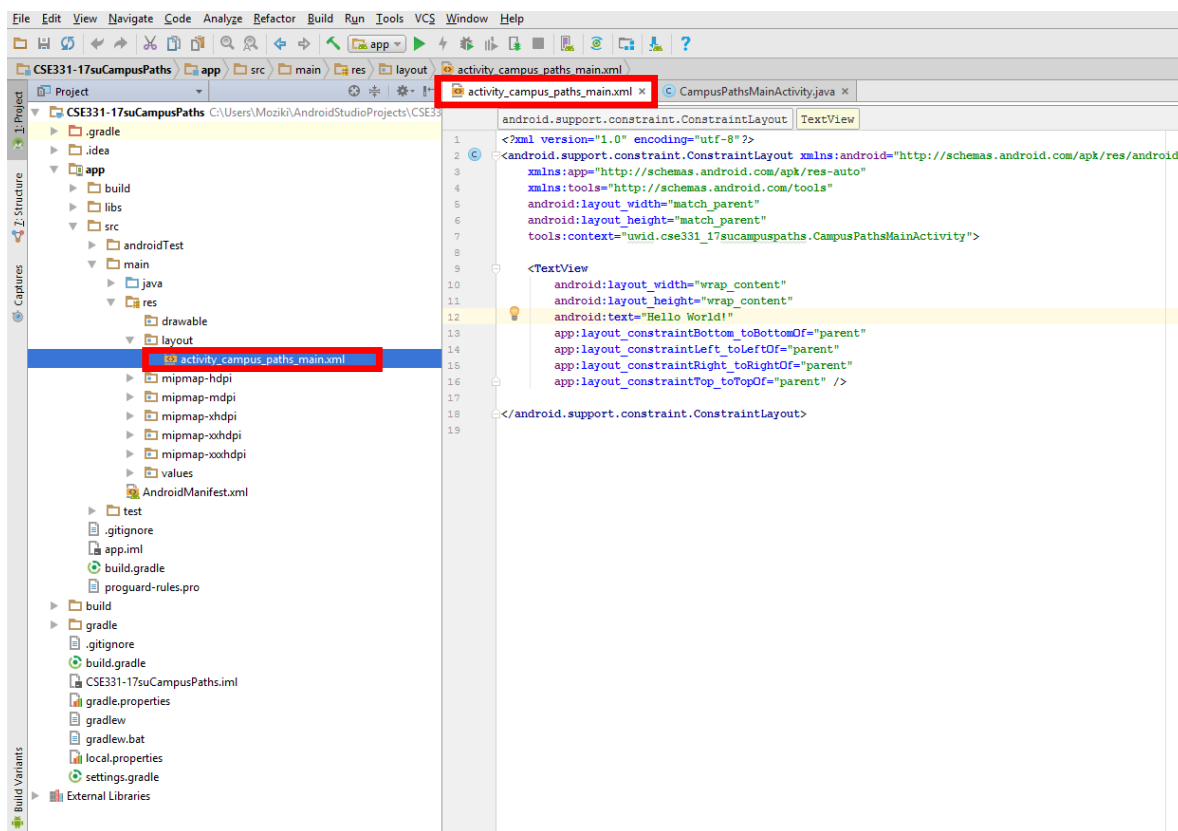 File Edit View Navigate Code Analyze Refactor Build Run Tools VCS Window Help
app
?
CSE331-17suCampusPaths app src main res layout activity_campus_paths_main.xml
Project
activity_campus_paths_main.xml × CampusPathsMainActivity.java ×
1: Project
7: Structure
Captures
Build Variants
CSE331-17suCampusPaths C:\Users\Moziki\AndroidStudioProjects\CSE33
.gradle
.idea
app
build
libs
src
androidTest
main
java
res
drawable
layout
activity_campus_paths_main.xml
mipmap-hdpi
mipmap-mdpi
mipmap-xhdpi
mipmap-xxhdpi
mipmap-xxxhdpi
values
AndroidManifest.xml
test
.gitignore
app.iml
build.gradle
proguard-rules.pro
build
gradle
.gitignore
build.gradle
CSE331-17suCampusPaths.iml
gradle.properties
gradlew
gradlew.bat
local.properties
settings.gradle
External Libraries
android.support.constraint.ConstraintLayout TextView
1 <?xml version="1.0" encoding="utf-8"?>
2 C <android.support.constraint.ConstraintLayout xmlns:android="http://schemas.android.com/apk/res/android
3 xmlns:app="http://schemas.android.com/apk/res-auto"
4 xmlns:tools="http://schemas.android.com/tools"
5 android:layout_width="match_parent"
6 android:layout_height="match_parent"
7 tools:context="uwid.cse331_17sucampuspaths.CampusPathsMainActivity">
8
9 <TextView
10 android:layout_width="wrap_content"
11 android:layout_height="wrap_content"
12 android:text="Hello World!"
13 app:layout_constraintBottom_toBottomOf="parent"
14 app:layout_constraintLeft_toLeftOf="parent"
15 app:layout_constraintRight_toRightOf="parent"
16 app:layout_constraintTop_toTopOf="parent" />
17
18 </android.support.constraint.ConstraintLayout>
19